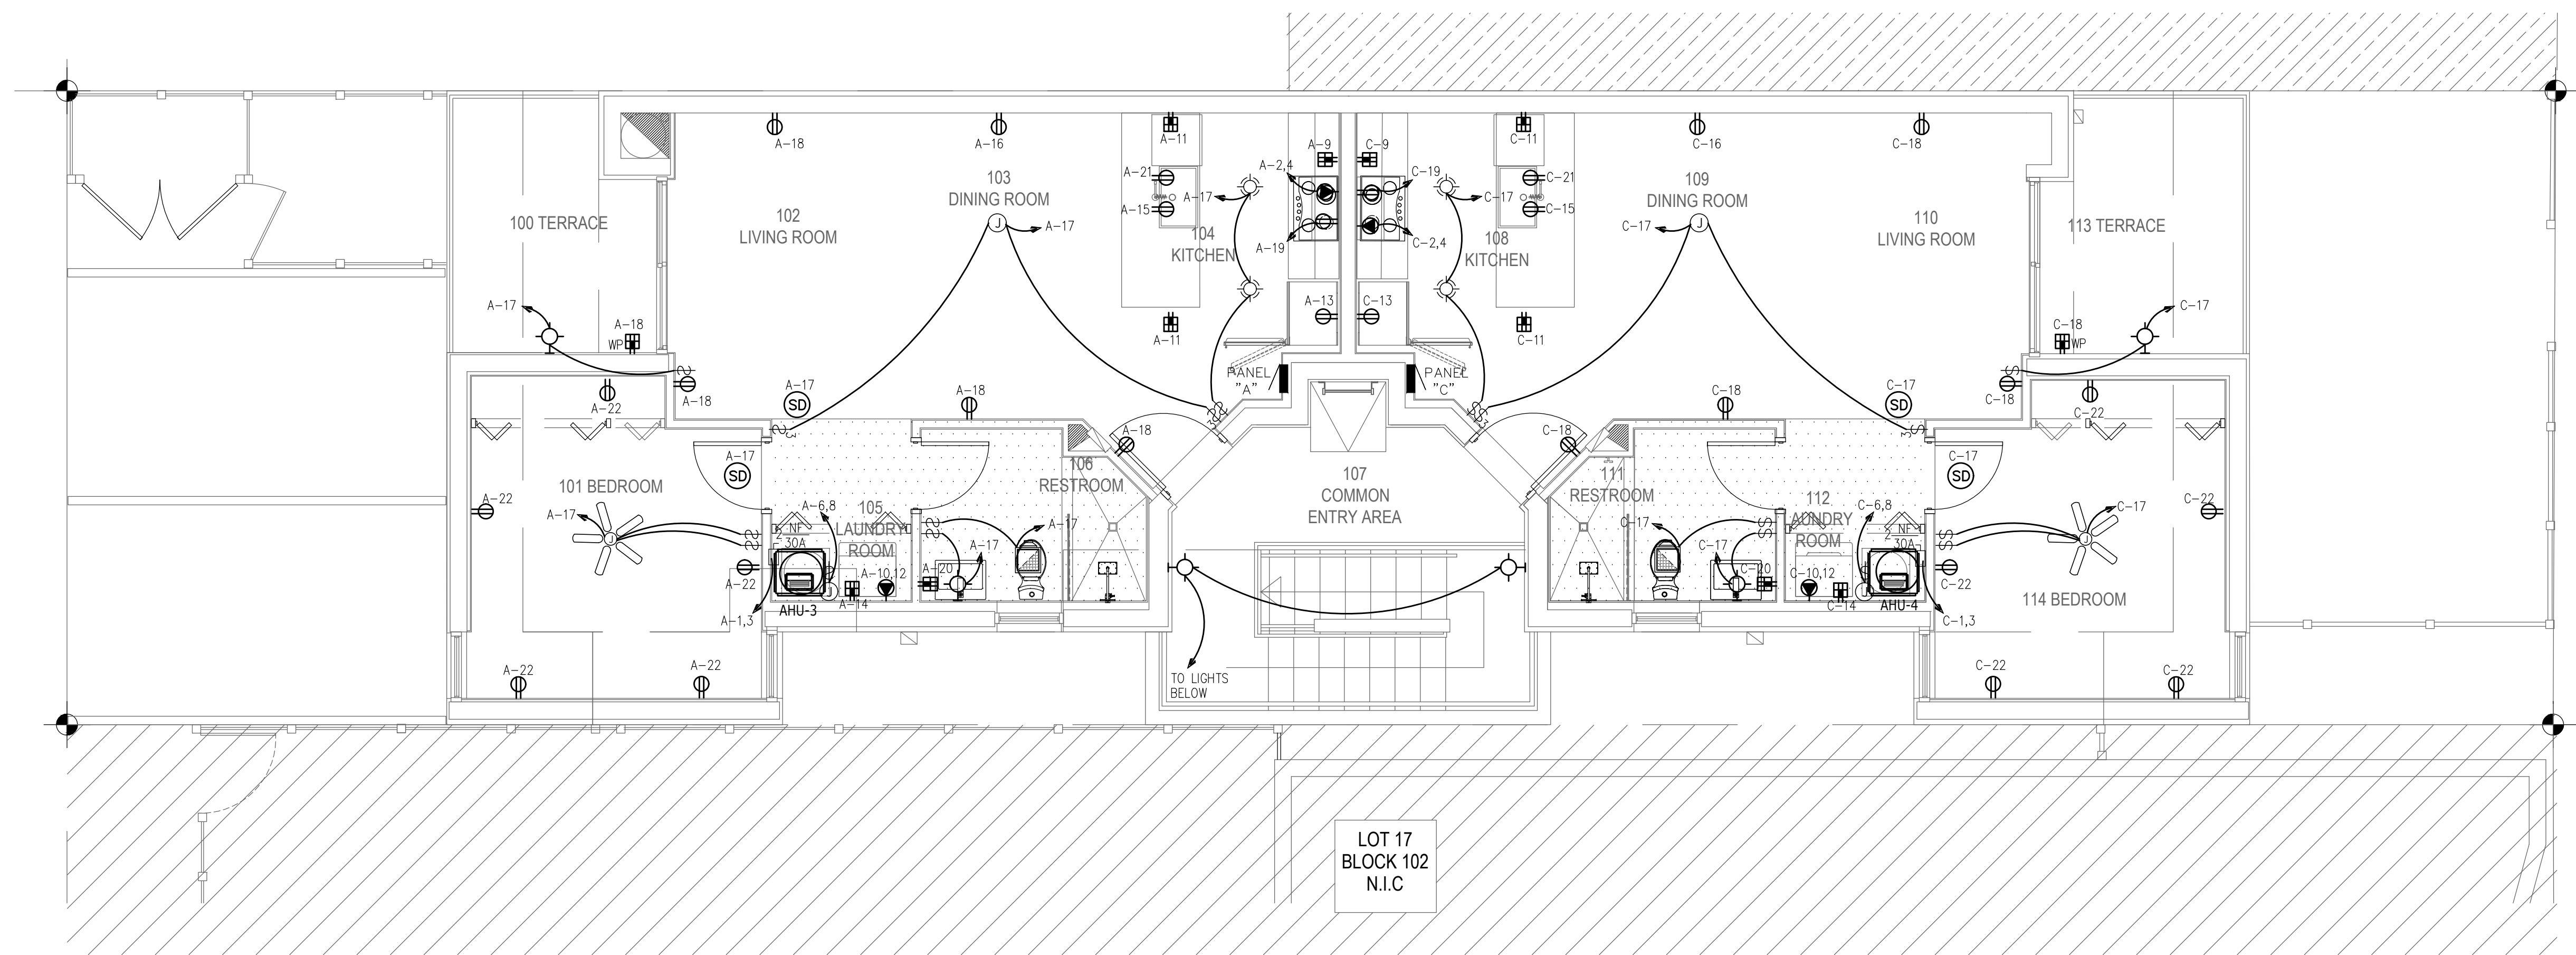 A-18
A-16
A-11
A-9
C-9
C-11
C-16
C-18
103
DINING ROOM
A-21
A-17
A-15
A-2,4
C-19
C-17
C-21
C-15
109
DINING ROOM
100 TERRACE
102
LIVING ROOM
A-17
104
KITCHEN
A-19
C-2,4
108
KITCHEN
C-17
110
LIVING ROOM
113 TERRACE
J
J
A-17
A-18
WP
A-11
A-13
C-13
C-11
C-18
WP
C-17
S
A-18
A-22
A-17
SD
A-18
PANEL
"A"
PANEL
"C"
C-18
C-17
SD
S
C-18
C-22
S
3
S
S
3
S
S
3
S
3
A-17
SD
A-18
C-18
C-17
SD
101 BEDROOM
A-22
A-17
J
106
RESTROOM
107
COMMON
ENTRY AREA
111
RESTROOM
C-22
C-17
J
A-6,8
105
LAUNDRY
ROOM
A-17
A-17
C-17
C-17
112
LAUNDRY
ROOM
C-6,8
S
S
S
S
S
S
S
S
NF
2
30A
NF
2
30A
A-22
A-10,12
A-20
A-14
J
AHU-3
A-1,3
C-20
C-10,12
C-14
J
AHU-4
C-22
C-1,3
114 BEDROOM
A-22
A-22
TO LIGHTS
BELOW
C-22
C-22
LOT 17
BLOCK 102
N.I.C